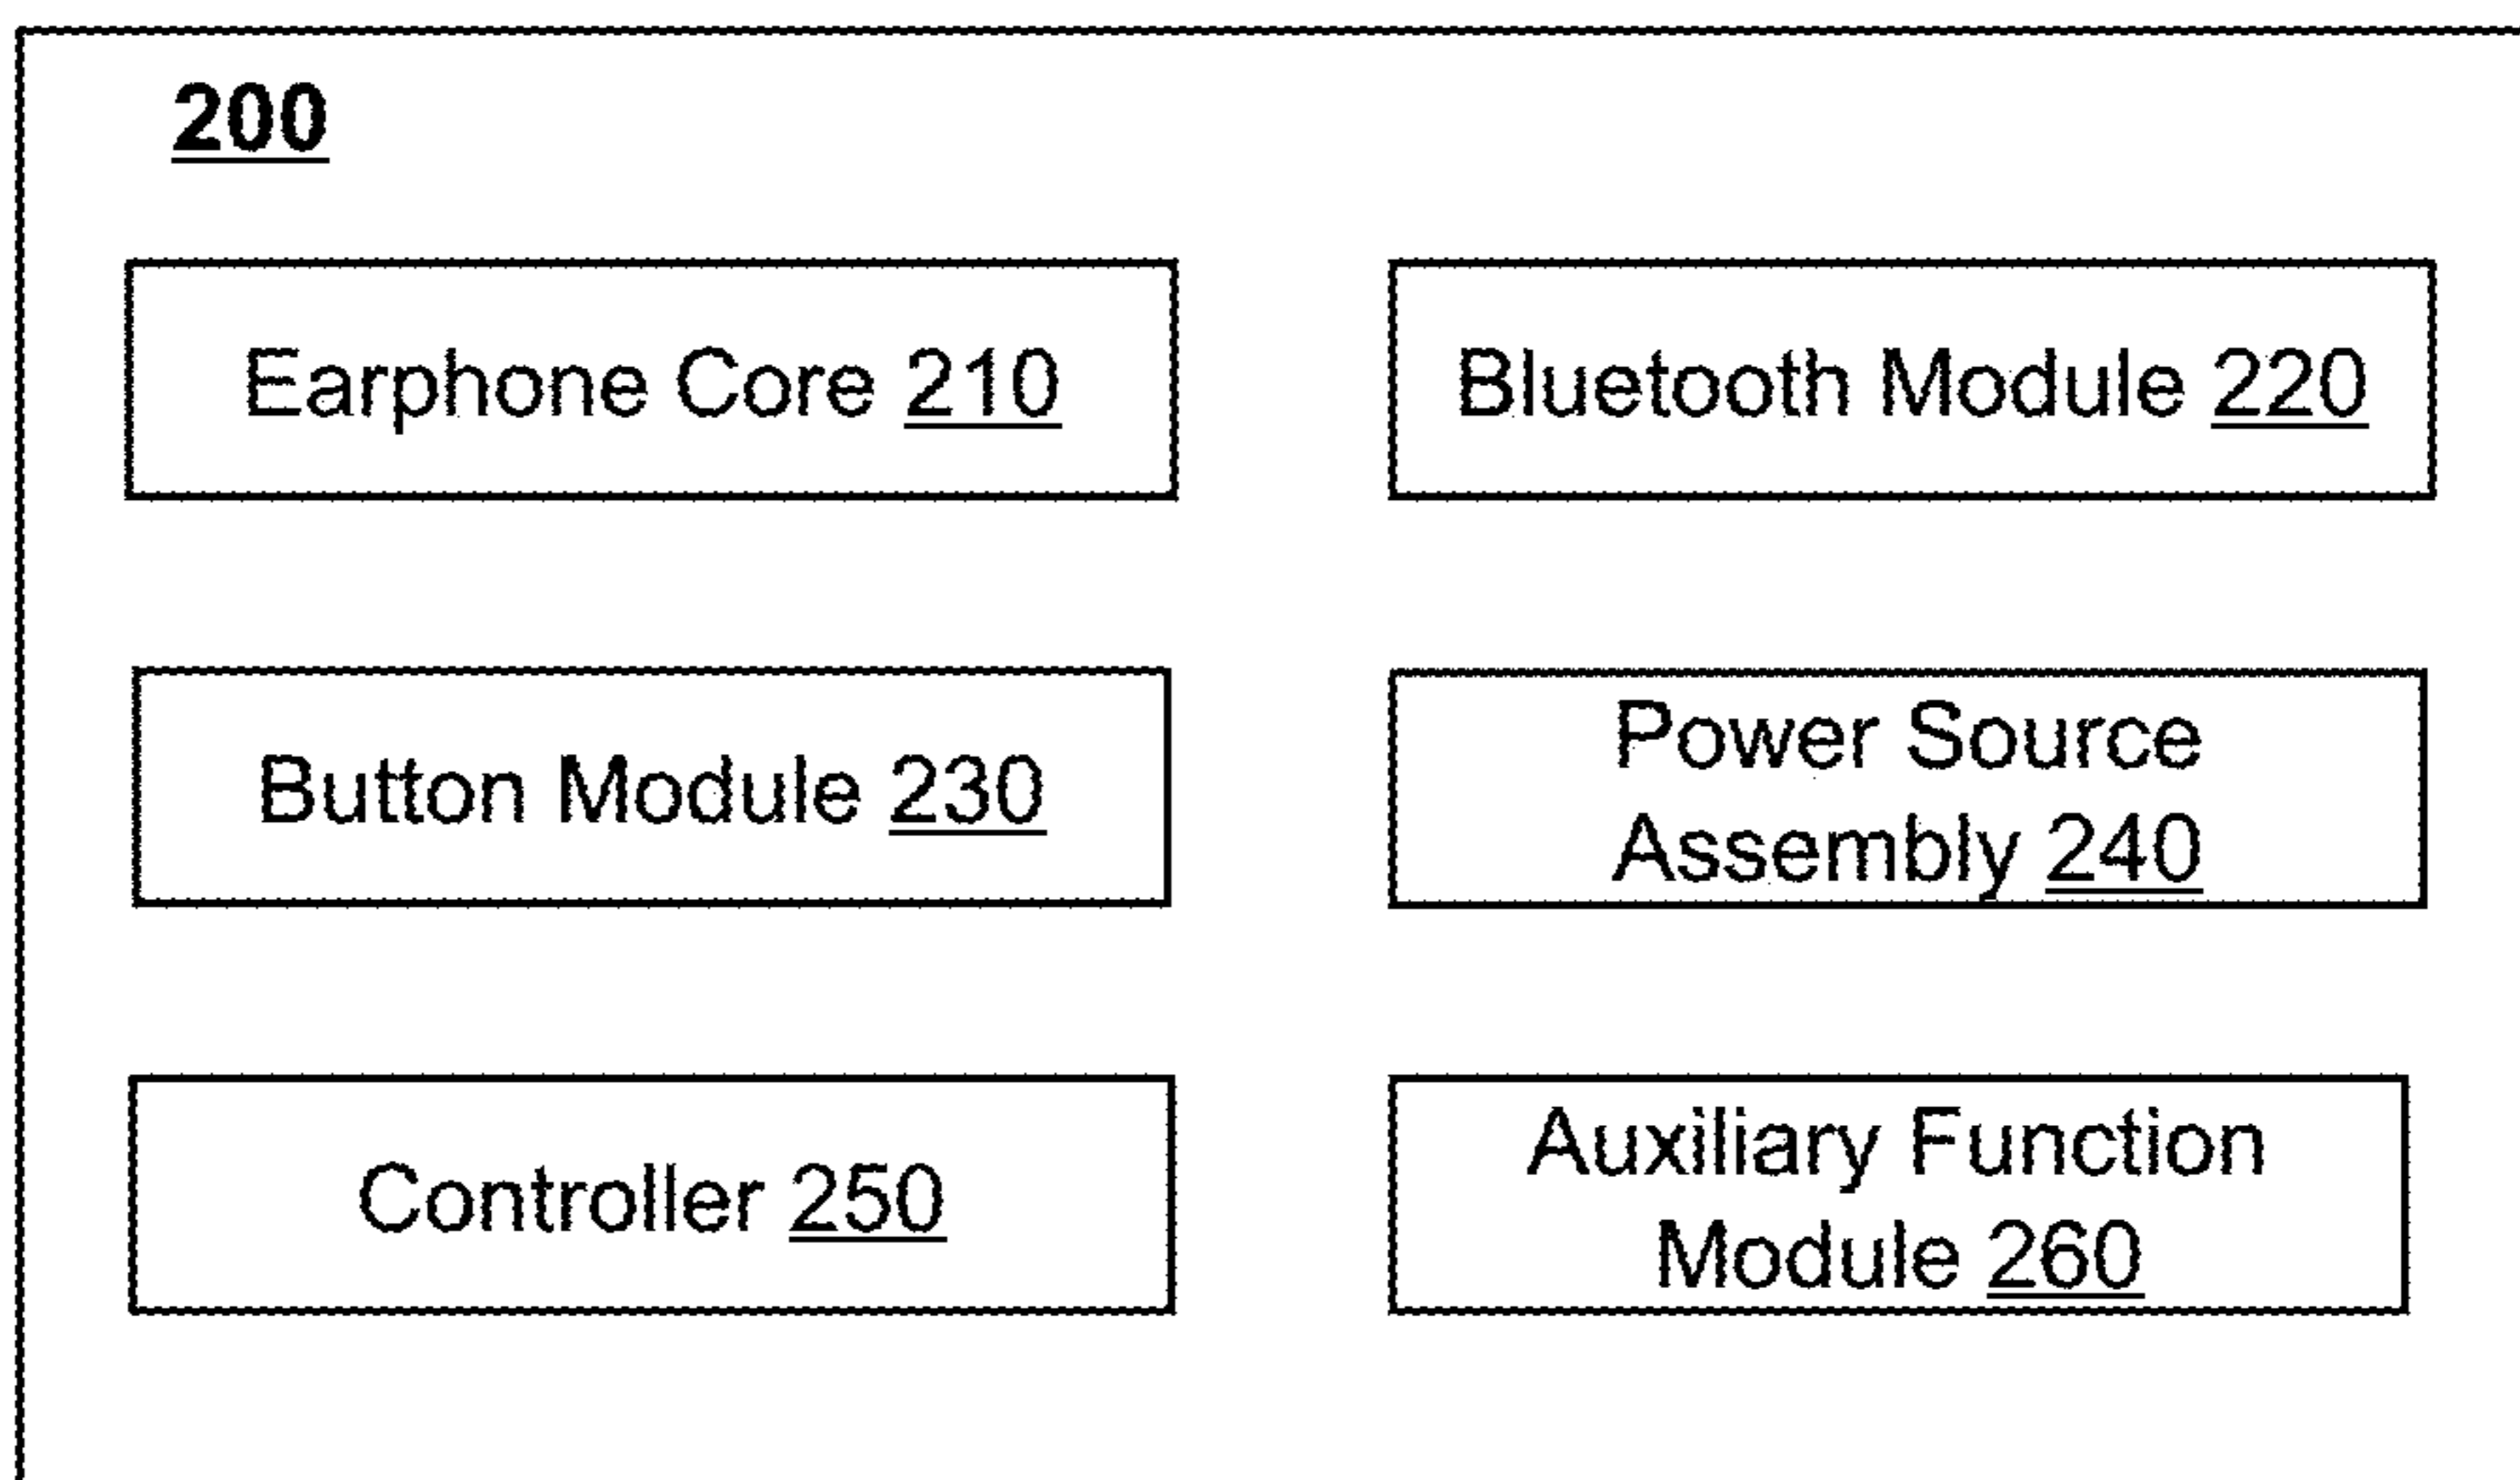 200
Earphone Core 210
Bluetooth Module 220
Button Module 230
Power Source
Assembly 240
Controller 250
Auxiliary Function
Module 260